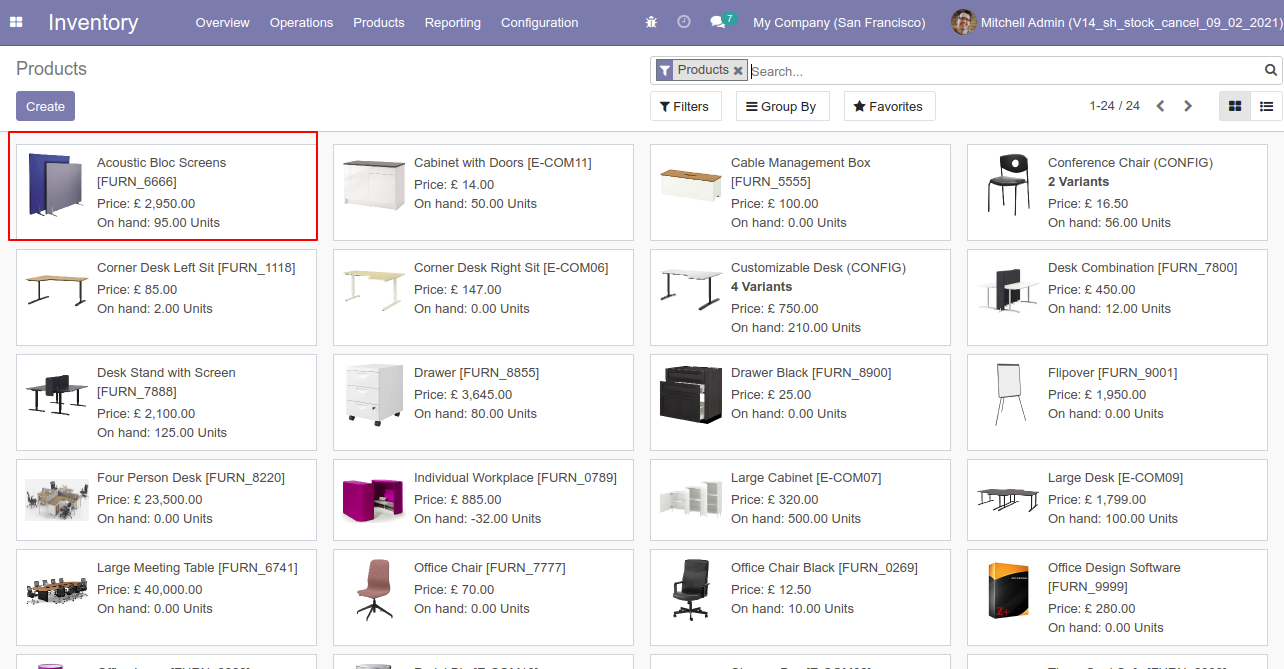 Inventory
Overview Operations Products Reporting Configuration
7
My Company (San Francisco)
Mitchell Admin (V14_sh_stock_cancel_09_02_2021)
Products
Products Search...
Create
Filters Group By Favorites
1-24 / 24
Acoustic Bloc Screens
[FURN_6666]
Price: £ 2,950.00
On hand: 95.00 Units
Cabinet with Doors [E-COM11]
Price: £ 14.00
On hand: 50.00 Units
Cable Management Box
[FURN_5555]
Price: £ 100.00
On hand: 0.00 Units
Conference Chair (CONFIG)
2 Variants
Price: £ 16.50
On hand: 56.00 Units
Corner Desk Left Sit [FURN_1118]
Price: £ 85.00
On hand: 2.00 Units
Corner Desk Right Sit [E-COM06]
Price: £ 147.00
On hand: 0.00 Units
Customizable Desk (CONFIG)
4 Variants
Price: £ 750.00
On hand: 210.00 Units
Desk Combination [FURN_7800]
Price: £ 450.00
On hand: 12.00 Units
Desk Stand with Screen
[FURN_7888]
Price: £ 2,100.00
On hand: 125.00 Units
Drawer [FURN_8855]
Price: £ 3,645.00
On hand: 80.00 Units
Drawer Black [FURN_8900]
Price: £ 25.00
On hand: 0.00 Units
Flipover [FURN_9001]
Price: £ 1,950.00
On hand: 0.00 Units
Four Person Desk [FURN_8220]
Price: £ 23,500.00
On hand: 0.00 Units
Individual Workplace [FURN_0789]
Price: £ 885.00
On hand: -32.00 Units
Large Cabinet [E-COM07]
Price: £ 320.00
On hand: 500.00 Units
Large Desk [E-COM09]
Price: £ 1,799.00
On hand: 100.00 Units
Large Meeting Table [FURN_6741]
Price: £ 40,000.00
On hand: 0.00 Units
Office Chair [FURN_7777]
Price: £ 70.00
On hand: 0.00 Units
Office Chair Black [FURN_0269]
Price: £ 12.50
On hand: 10.00 Units
Z+
Office Design Software
[FURN_9999]
Price: £ 280.00
On hand: 0.00 Units